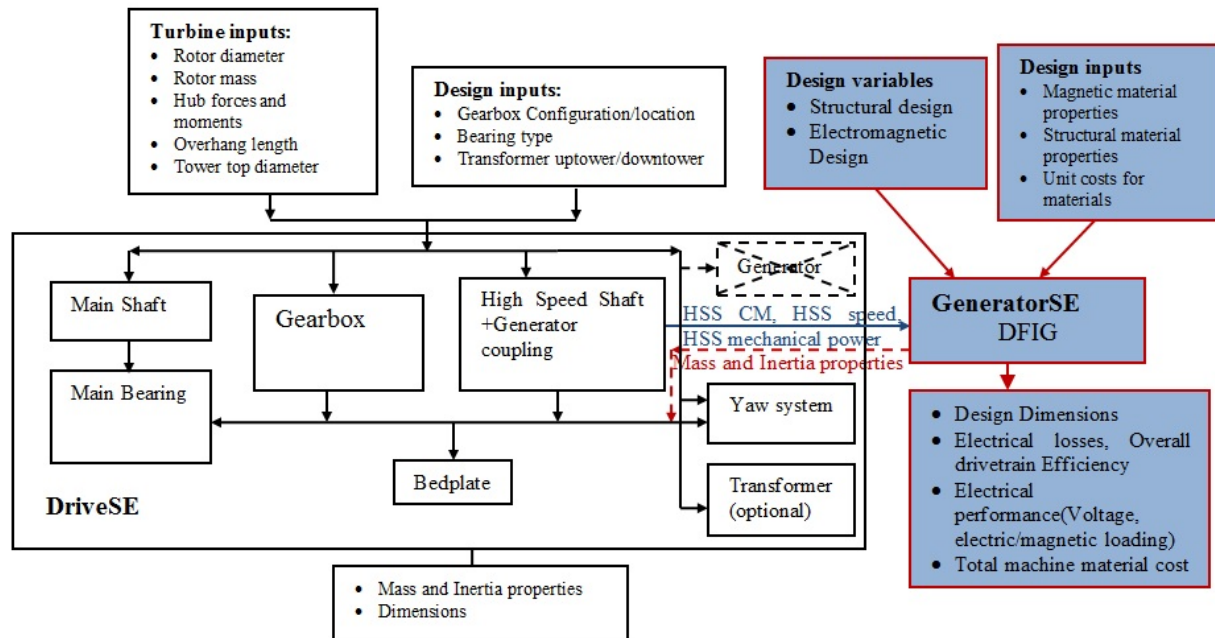 Turbine inputs:
• Rotor diameter
• Rotor mass
• Hub forces and
moments
• Overhang length
• Tower top diameter
Design inputs:
• Gearbox Configuration/location
• Bearing type
• Transformer uptower/downtower
Design variables
• Structural design
• Electromagnetic
Design
Design inputs
• Magnetic material
properties
• Structural material
properties
• Unit costs for
materials
Main Shaft
Gearbox
High Speed Shaft
+Generator
coupling
Generator
HSS CM, HSS speed,
HSS mechanical power
Mass and Inertia properties
GeneratorSE
DFIG
Main Bearing
Yaw system
Bedplate
Transformer
(optional)
DriveSE
• Design Dimensions
• Electrical losses, Overall
drivetrain Efficiency
• Electrical
performance(Voltage,
electric/magnetic loading)
• Total machine material cost
• Mass and Inertia properties
• Dimensions